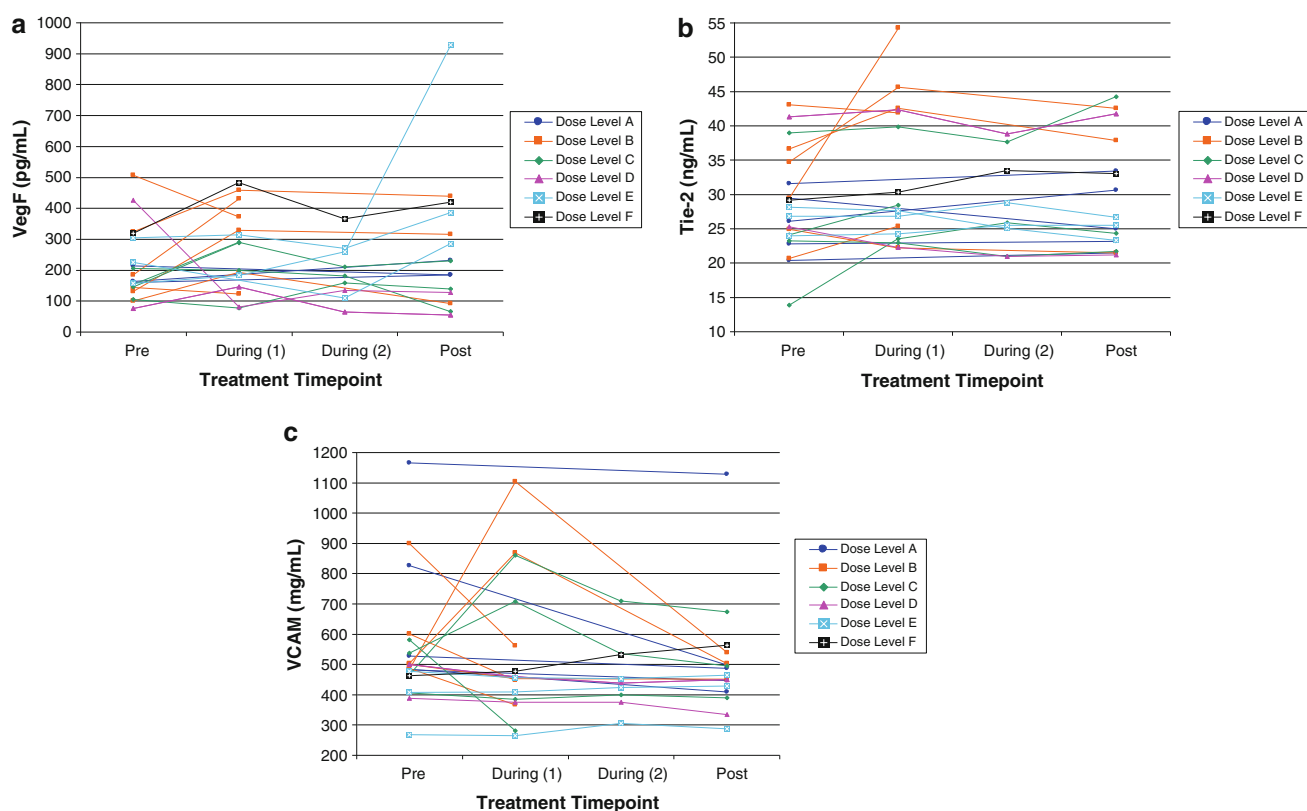 a
VegF (pg/mL)
1000
900
800
700
600
500
400
300
200
100
0
Pre
During (1)
During (2)
Post
Treatment Timepoint
Dose Level A
Dose Level B
Dose Level C
Dose Level D
Dose Level E
Dose Level F
b
Tie-2 (ng/mL)
55
50
45
40
35
30
25
20
15
10
Pre
During (1)
During (2)
Post
Treatment Timepoint
Dose Level A
Dose Level B
Dose Level C
Dose Level D
Dose Level E
Dose Level F
c
VCAM (mg/mL)
1200
1100
1000
900
800
700
600
500
400
300
200
Pre
During (1)
During (2)
Post
Treatment Timepoint
Dose Level A
Dose Level B
Dose Level C
Dose Level D
Dose Level E
Dose Level F